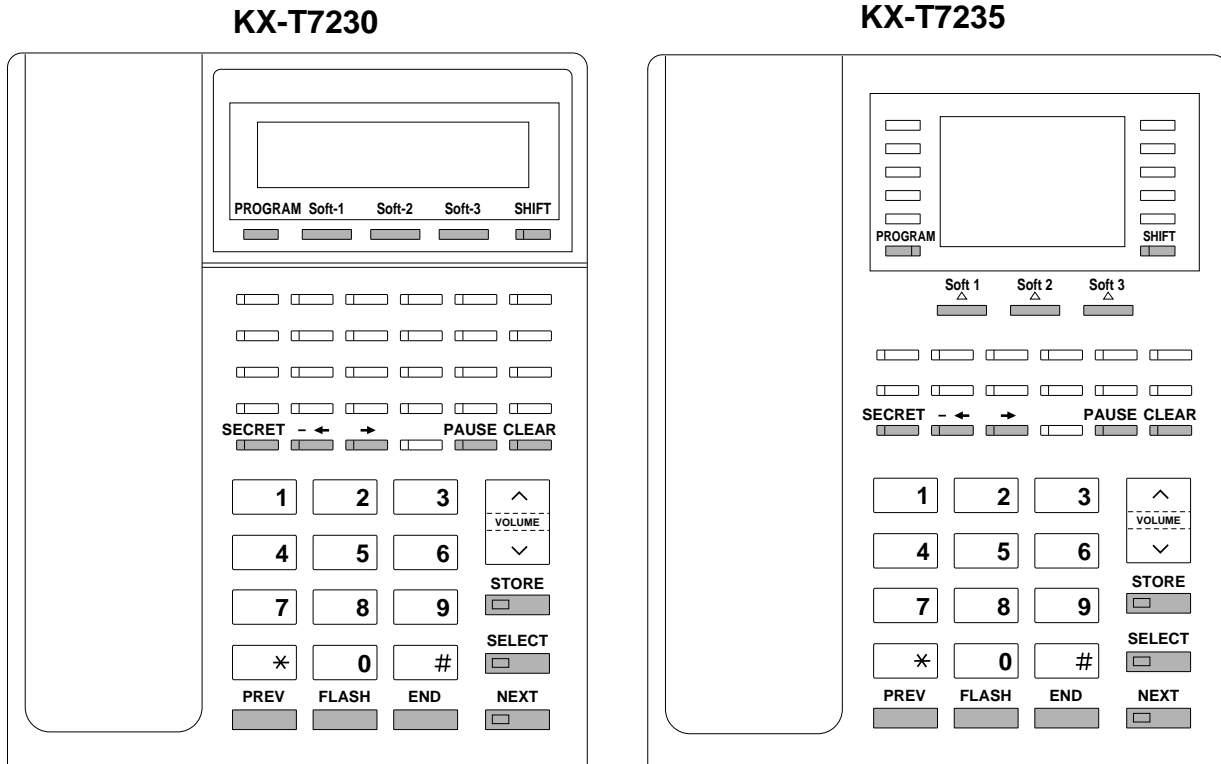 KX-T7230
PROGRAM Soft-1 Soft-2 Soft-3 SHIFT
SECRET – ← → PAUSE CLEAR
1 2 3
VOLUME
4 5 6
STORE
7 8 9
SELECT
* 0 #
PREV FLASH END NEXT
KX-T7235
PROGRAM SHIFT
Soft 1 Soft 2 Soft 3
SECRET – ← → PAUSE CLEAR
1 2 3
VOLUME
4 5 6
STORE
7 8 9
SELECT
* 0 #
PREV FLASH END NEXT